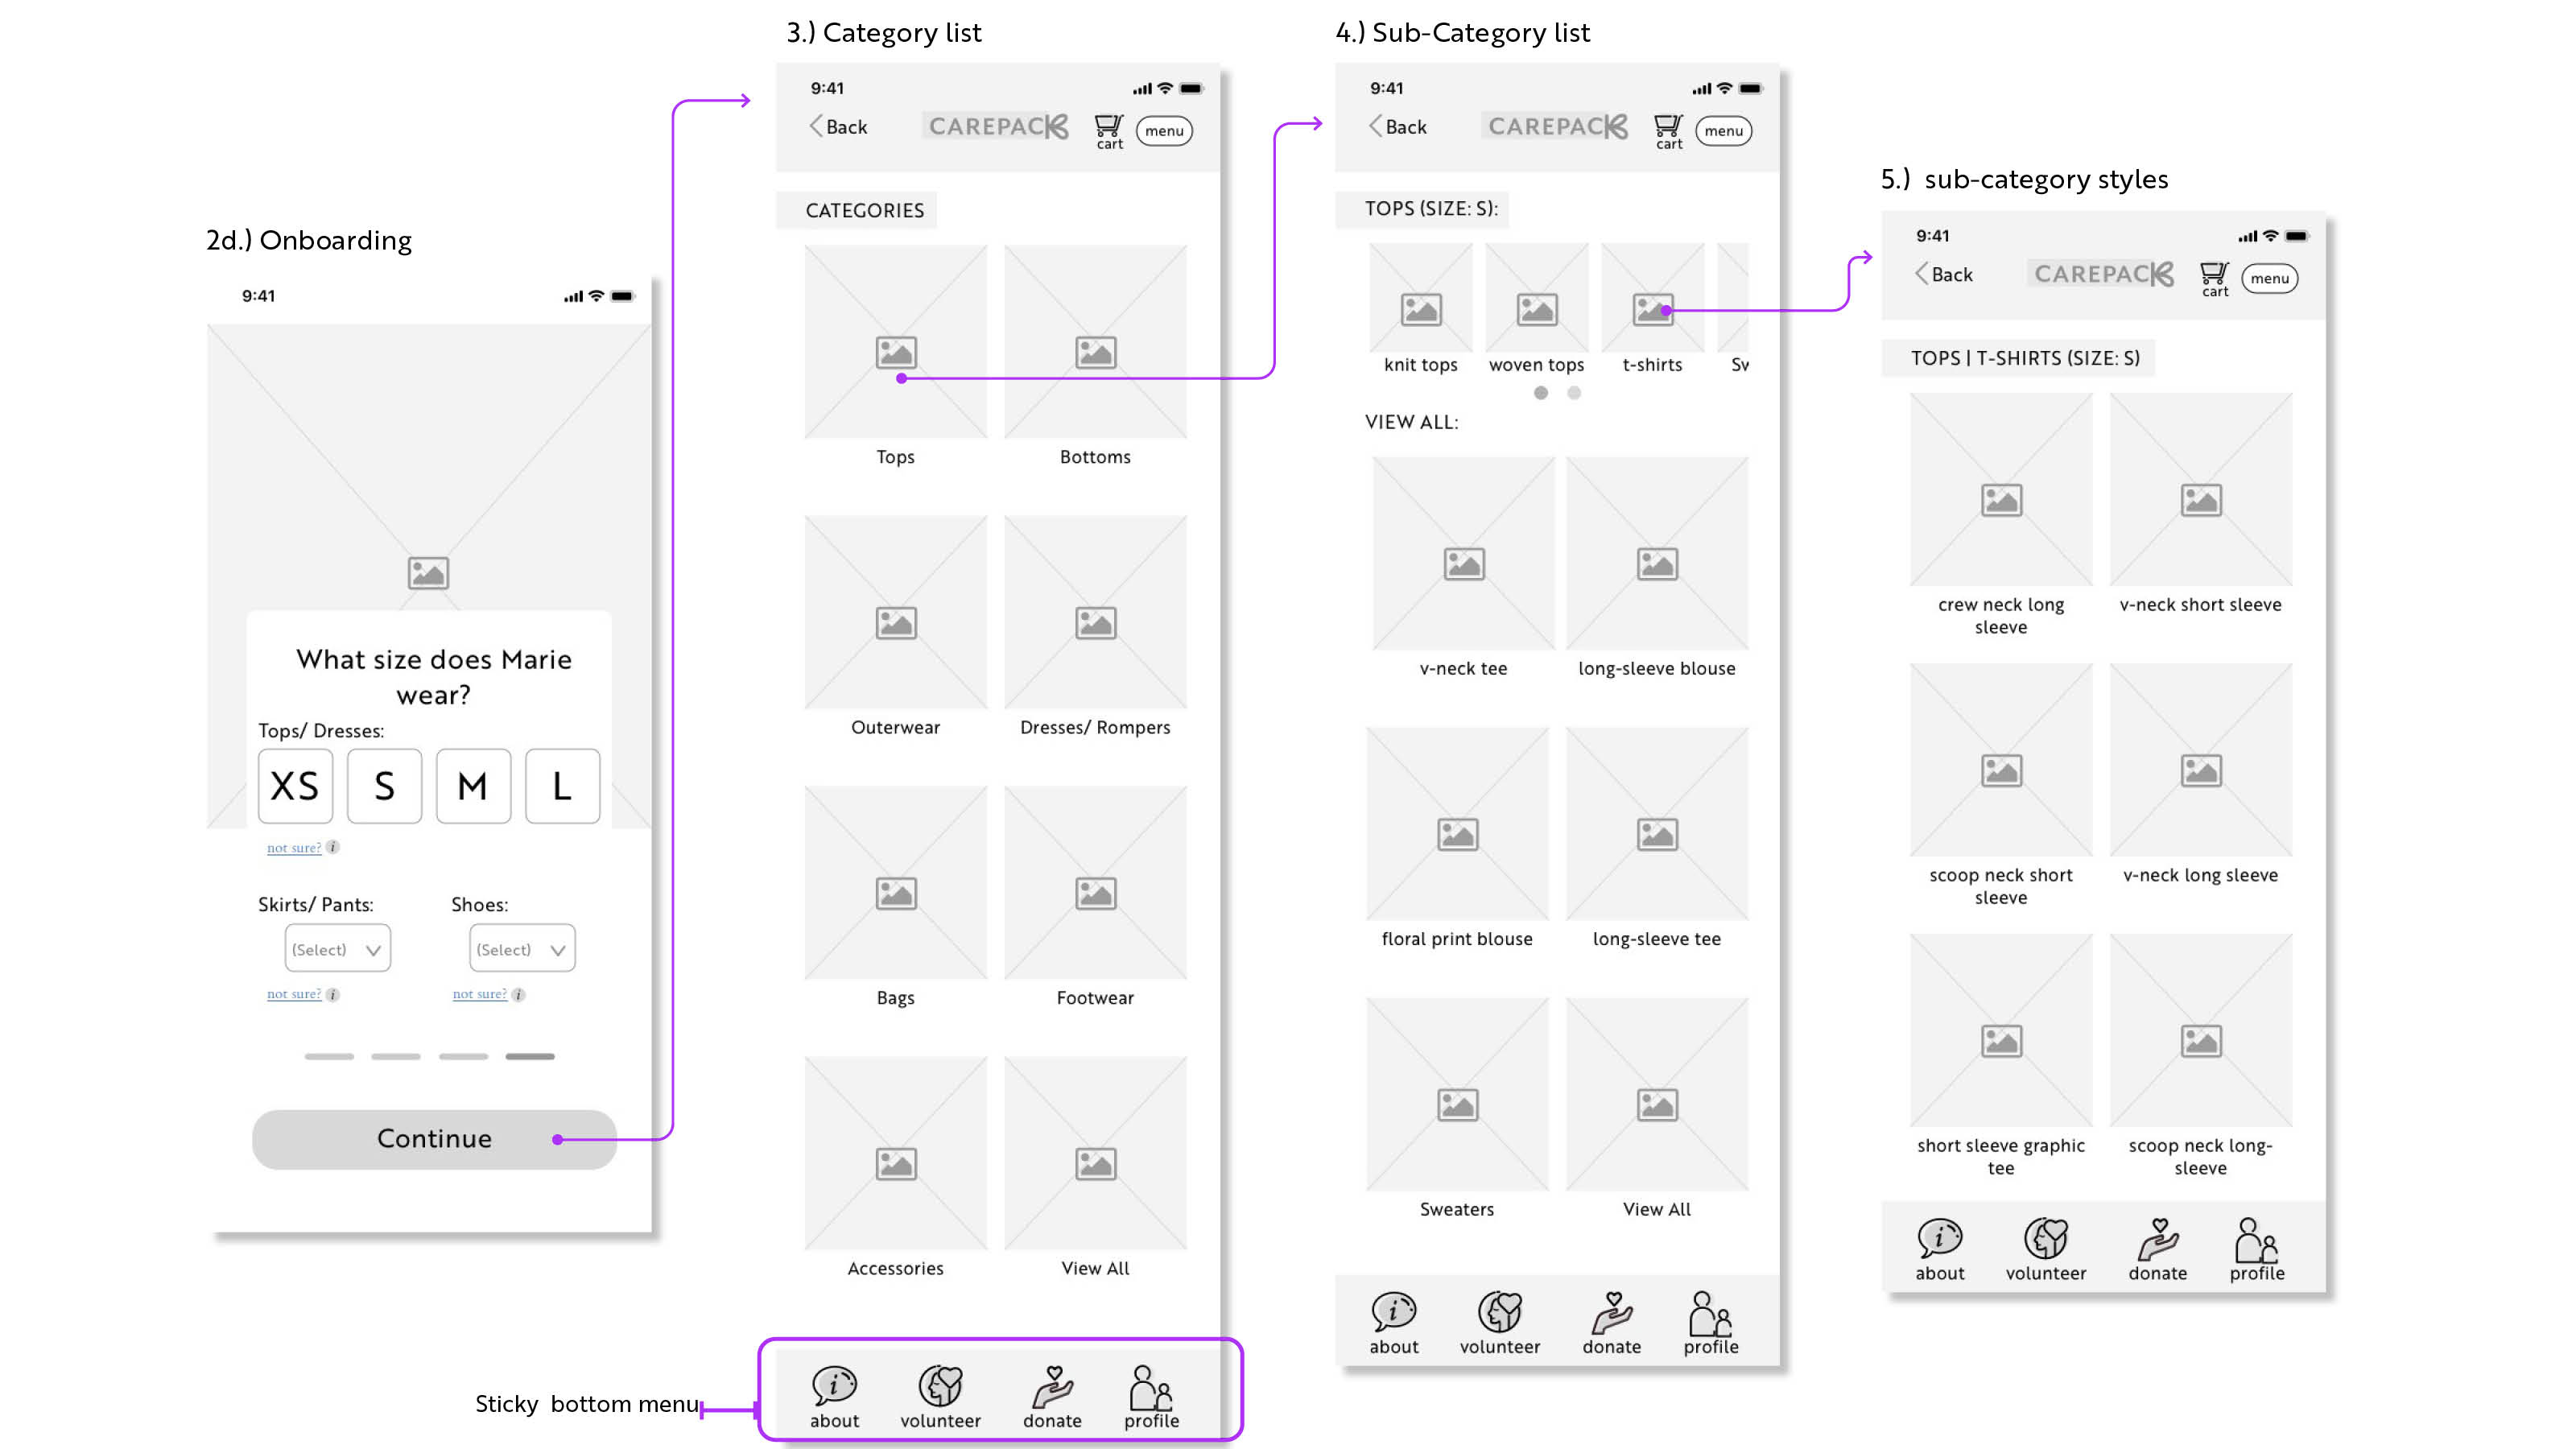 2d.) Onboarding
9:41
What size does Marie
wear?
Tops/ Dresses:
XS S M L
not sure? i
Skirts/ Pants: Shoes:
(Select) (Select)
not sure? i not sure? i
Continue
3.) Category list
9:41
Back CAREPACK cart menu
CATEGORIES
Tops Bottoms
Outerwear Dresses/ Rompers
Bags Footwear
Accessories View All
Sticky bottom menu
about volunteer donate profile
4.) Sub-Category list
9:41
Back CAREPACK cart menu
TOPS (SIZE: S):
knit tops woven tops t-shirts Sv
VIEW ALL:
v-neck tee long-sleeve blouse
floral print blouse long-sleeve tee
Sweaters View All
about volunteer donate profile
5.) sub-category styles
9:41
Back CAREPACK cart menu
TOPS | T-SHIRTS (SIZE: S)
crew neck long
sleeve
v-neck short sleeve
scoop neck short
sleeve
v-neck long sleeve
short sleeve graphic
tee
scoop neck long-
sleeve
about volunteer donate profile